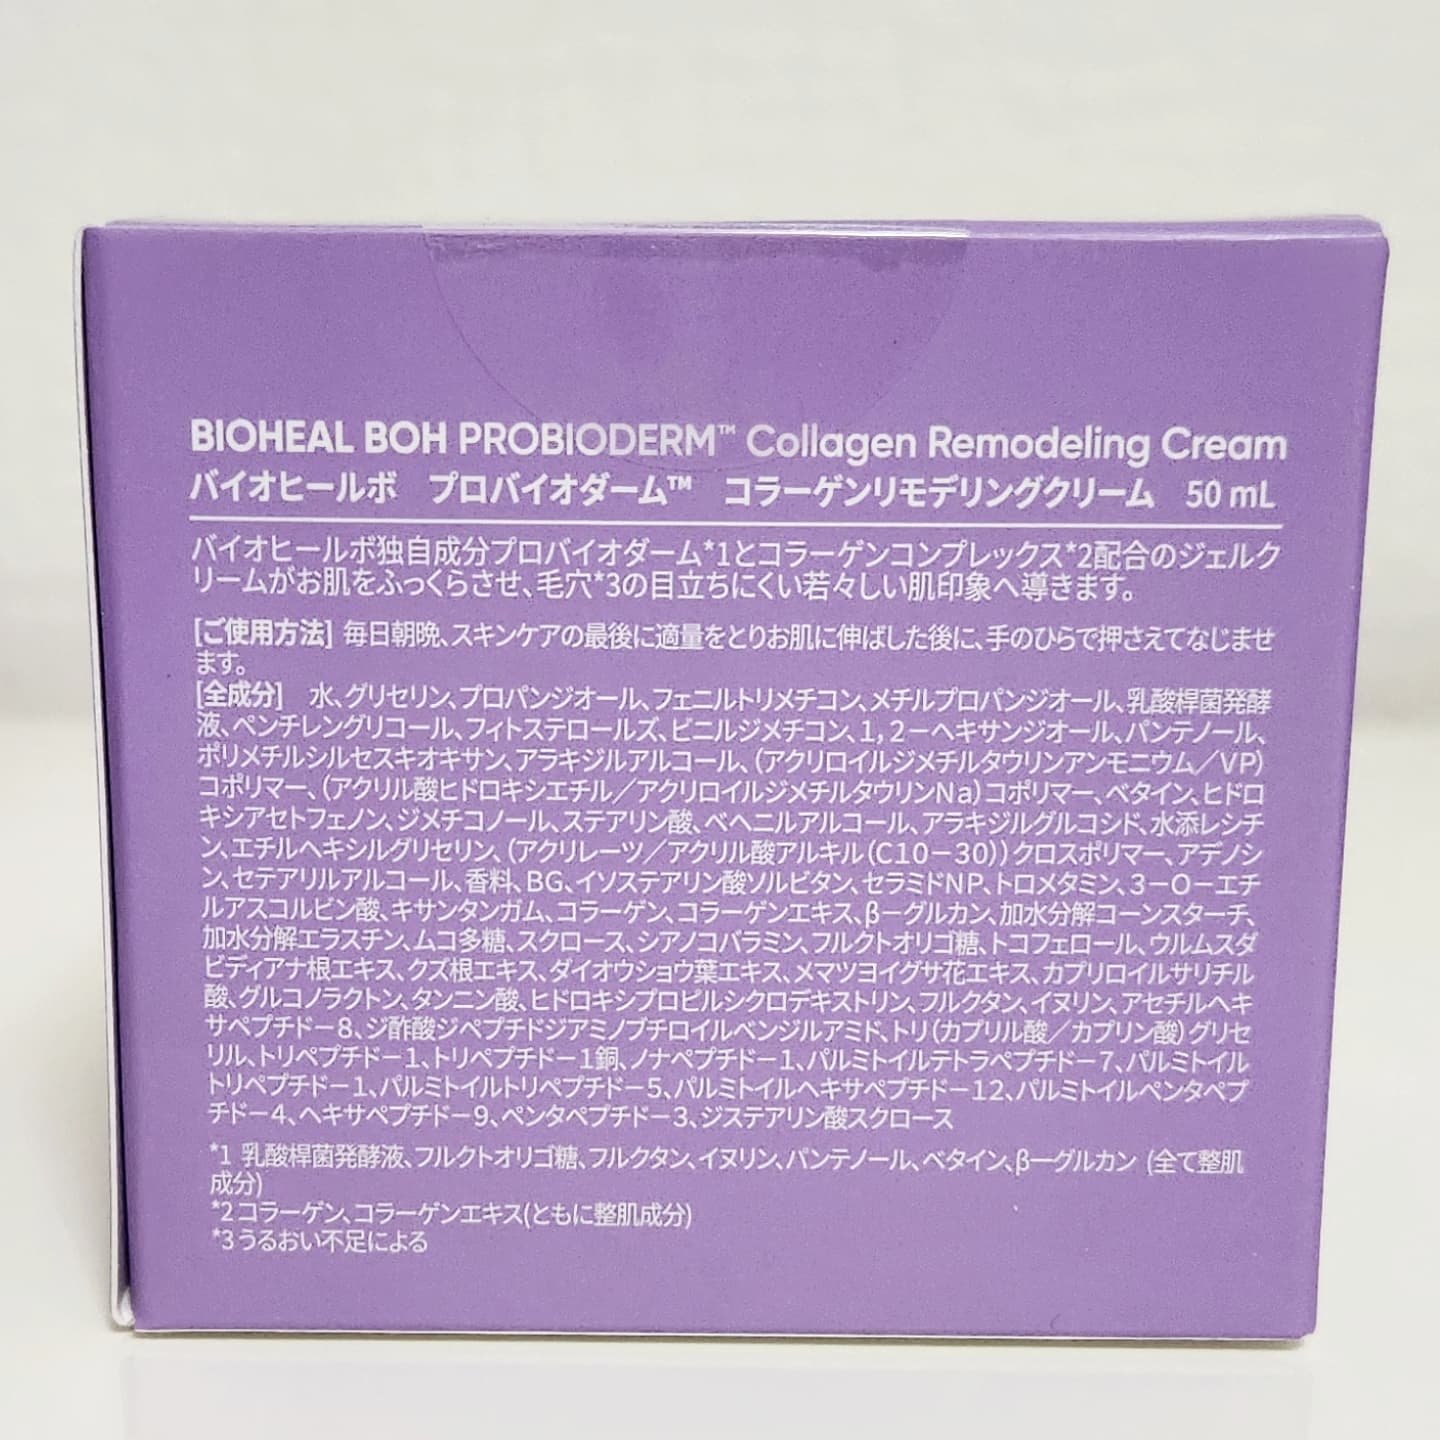 BIOHEAL BOH PROBIODERM™ Collagen Remodeling Cream
バイオヒールボ　プロバイオダーム™　コラーゲンリモデリングクリーム　50 mL
バイオヒールボ独自成分プロバイオダーム*1とコラーゲンコンプレックス*2配合のジェルク
リームがお肌をふっくらさせ、毛穴*3の目立ちにくい若々しい肌印象へ導きます。
[ご使用方法] 毎日朝晩、スキンケアの最後に適量をとりお肌に伸ばした後に、手のひらで押さえてなじませ
ます。
[全成分]　水、グリセリン、プロパンジオール、フェニルトリメチコン、メチルプロパンジオール、乳酸桿菌発酵
液、ペンチレングリコール、フィトステロールズ、ビニルジメチコン、1，2－ヘキサンジオール、パンテノール、
ポリメチルシルセスキオキサン、アラキジルアルコール、（アクリロイルジメチルタウリンアンモニウム／VP）
コポリマー、（アクリル酸ヒドロキシエチル／アクリロイルジメチルタウリンNa）コポリマー、ベタイン、ヒドロ
キシアセトフェノン、ジメチコノール、ステアリン酸、ベヘニルアルコール、アラキジルグルコシド、水添レシチ
ン、エチルヘキシルグリセリン、（アクリレーツ／アクリル酸アルキル（C10－30））クロスポリマー、アデノシ
ン、セテアリルアルコール、香料、BG、イソステアリン酸ソルビタン、セラミドNP、トロメタミン、3－O－エチ
ルアスコルビン酸、キサンタンガム、コラーゲン、コラーゲンエキス、β－グルカン、加水分解コーンスターチ、
加水分解エラスチン、ムコ多糖、スクロース、シアノコバラミン、フルクトオリゴ糖、トコフェロール、ウルムスダ
ビディアナ根エキス、クズ根エキス、ダイオウショウ葉エキス、メマツヨイグサ花エキス、カプリロイルサリチル
酸、グルコノラクトン、タンニン酸、ヒドロキシプロピルシクロデキストリン、フルクタン、イヌリン、アセチルヘキ
サペプチド－8、ジ酢酸ジペプチドジアミノブチロイルベンジルアミド、トリ（カプリル酸／カプリン酸）グリセ
リル、トリペプチド－1、トリペプチド－1銅、ノナペプチド－1、パルミトイルテトラペプチド－7、パルミトイル
トリペプチド－1、パルミトイルトリペプチド－5、パルミトイルヘキサペプチド－12、パルミトイルペンタペプ
チド－4、ヘキサペプチド－9、ペンタペプチド－3、ジステアリン酸スクロース
*1 乳酸桿菌発酵液、フルクトオリゴ糖、フルクタン、イヌリン、パンテノール、ベタイン、β－グルカン (全て整肌
成分)
*2コラーゲン、コラーゲンエキス(ともに整肌成分)
*3うるおい不足による